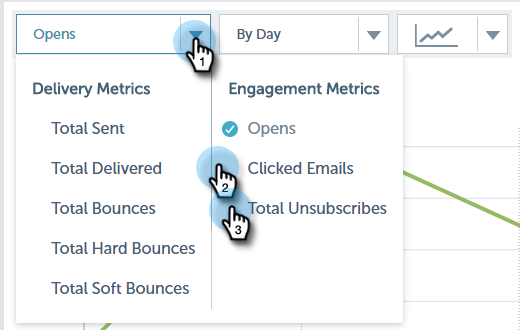 Opens
By Day
1
Delivery Metrics
Engagement Metrics
Total Sent
Opens
Total Delivered
Clicked Emails
2
Total Bounces
Total Unsubscribes
3
Total Hard Bounces
Total Soft Bounces